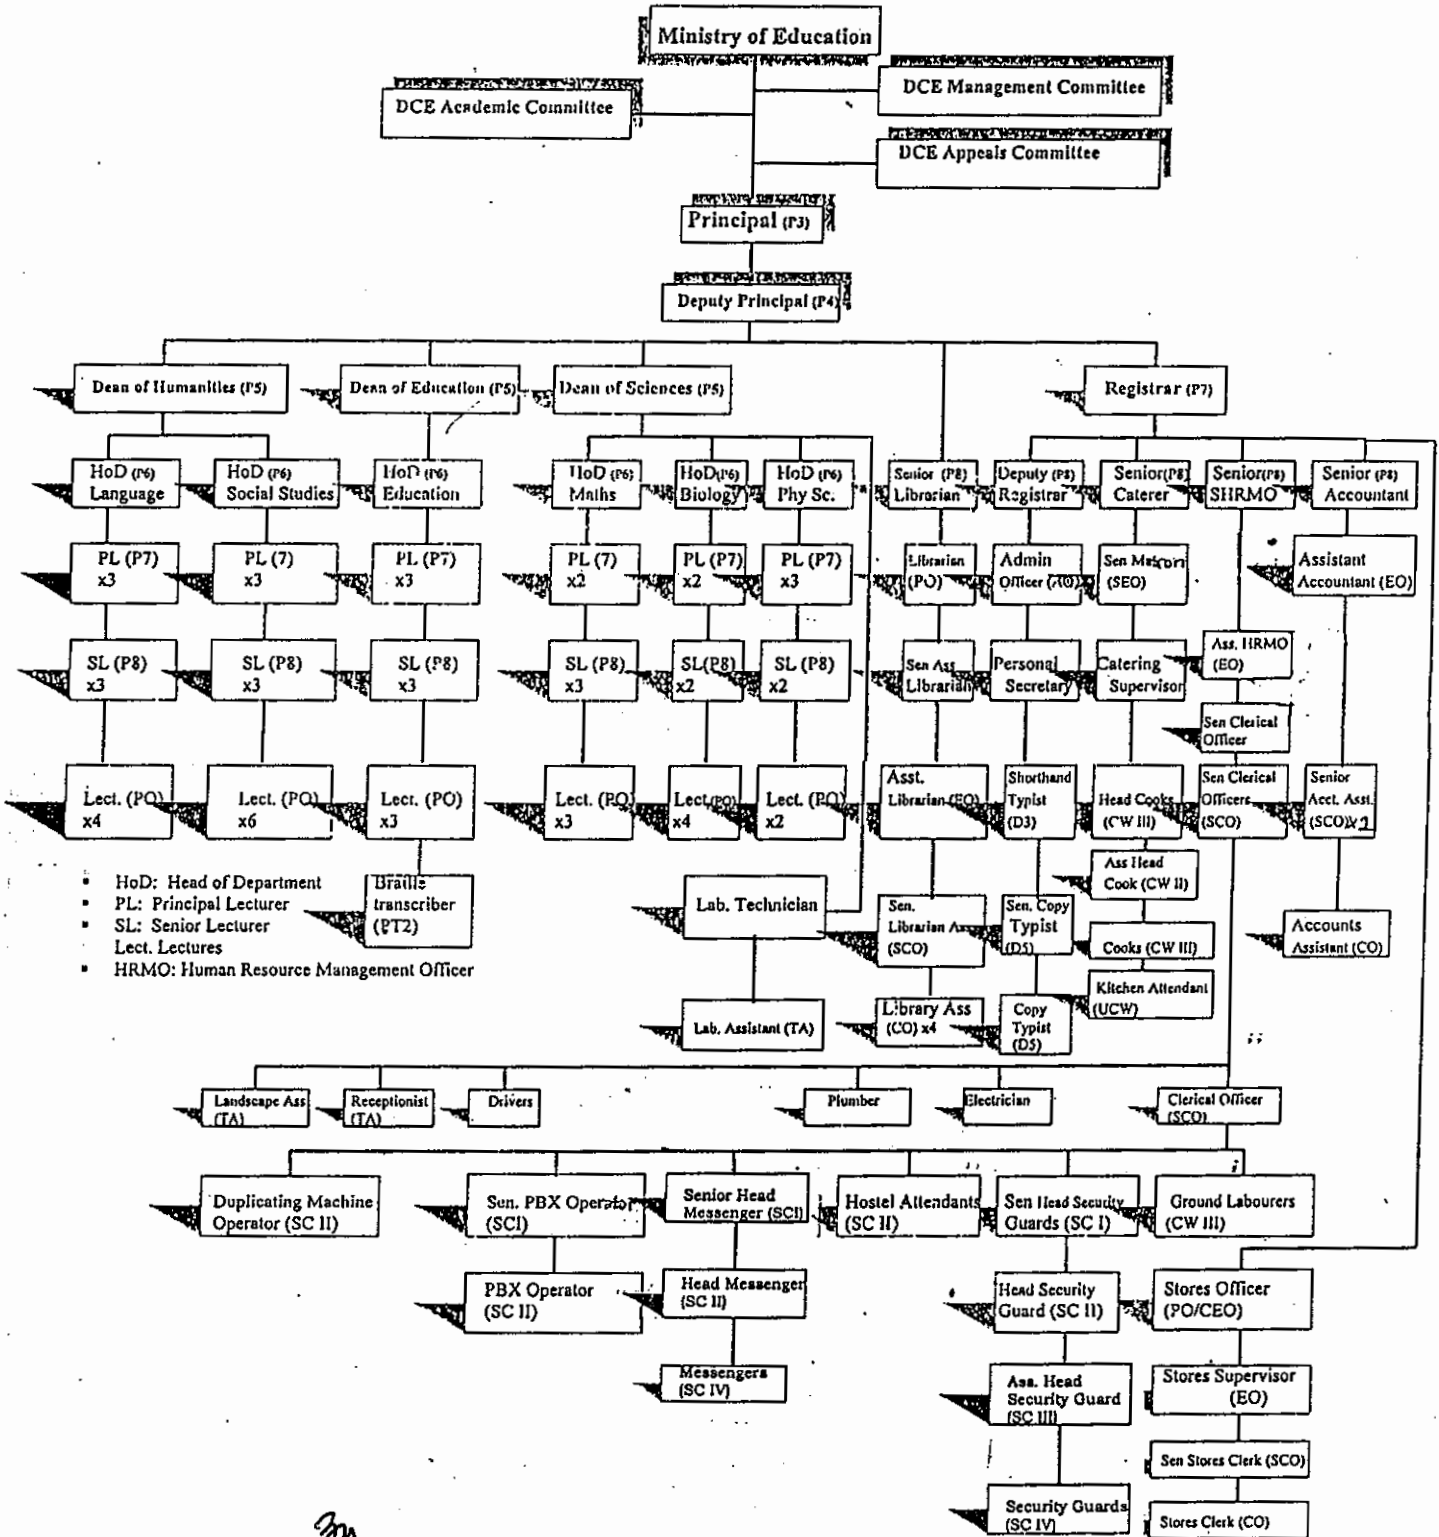 Ministry of Education
DCE Management Committee
DCE Academic Committee
DCE Appeals Committee
Principal (P3)
Deputy Principal (P4)
Dean of Humanities (P5)
Dean of Education (P5)
Dean of Sciences (P5)
Registrar (P7)
HoD (P6)
Language
HoD (P6)
Social Studies
HoD (P6)
Education
HoD (P6)
Maths
HoD (P6)
Biology
HoD (P6)
Phy Sc.
Senior (P8)
Librarian
Deputy (P8)
Registrar
Senior (P8)
Caterer
Senior (P8)
SHRMO
Senior (P8)
Accountant
PL (P7)
x3
PL (7)
x3
PL (P7)
x3
PL (7)
x2
PL (P7)
x2
PL (P7)
x3
Librarian
(PO)
Admin
Officer (AO)
Sen Matron
(SEO)
Assistant
Accountant (EO)
SL (P8)
x3
SL (P8)
x3
SL (P8)
x3
SL (P8)
x3
SL (P8)
x2
SL (P8)
x2
Sen Ass
Librarian
Personal
Secretary
Catering
Supervisor
Ass. HRMO
(EO)
Sen Clerical
Officer
Lect. (PO)
x4
Lect. (PO)
x6
Lect. (PO)
x3
Lect. (PO)
x3
Lect. (PO)
x4
Lect. (PO)
x2
Asst.
Librarian (EO)
Shorthand
Typist
(D3)
Head Cooks
(CW III)
Sen Clerical
Officers
(SCO)
Senior
Acct. Asst.
(SCO)x2
Ass Head
Cook (CW II)
▪ HoD: Head of Department
▪ PL: Principal Lecturer
▪ SL: Senior Lecturer
Lect. Lectures
▪ HRMO: Human Resource Management Officer
Braille
transcriber
(PT2)
Lab. Technician
Sen.
Librarian Ass
(SCO)
Sen. Copy
Typist
(D5)
Cooks (CW III)
Accounts
Assistant (CO)
Kitchen Attendant
(UCW)
Lab. Assistant (TA)
Library Ass
(CO) x4
Copy
Typist
(D5)
Landscape Ass
(TA)
Receptionist
(TA)
Drivers
Plumber
Electrician
Clerical Officer
(SCO)
Duplicating Machine
Operator (SC II)
Sen. PBX Operator
(SCI)
Senior Head
Messenger (SCI)
Hostel Attendants
(SC II)
Sen Head Security
Guards (SC I)
Ground Labourers
(CW III)
PBX Operator
(SC II)
Head Messenger
(SC II)
Head Security
Guard (SC II)
Stores Officer
(PO/CEO)
Messengers
(SC IV)
Ass. Head
Security Guard
(SC III)
Stores Supervisor
(EO)
Sen Stores Clerk (SCO)
Security Guards
(SC IV)
Stores Clerk (CO)